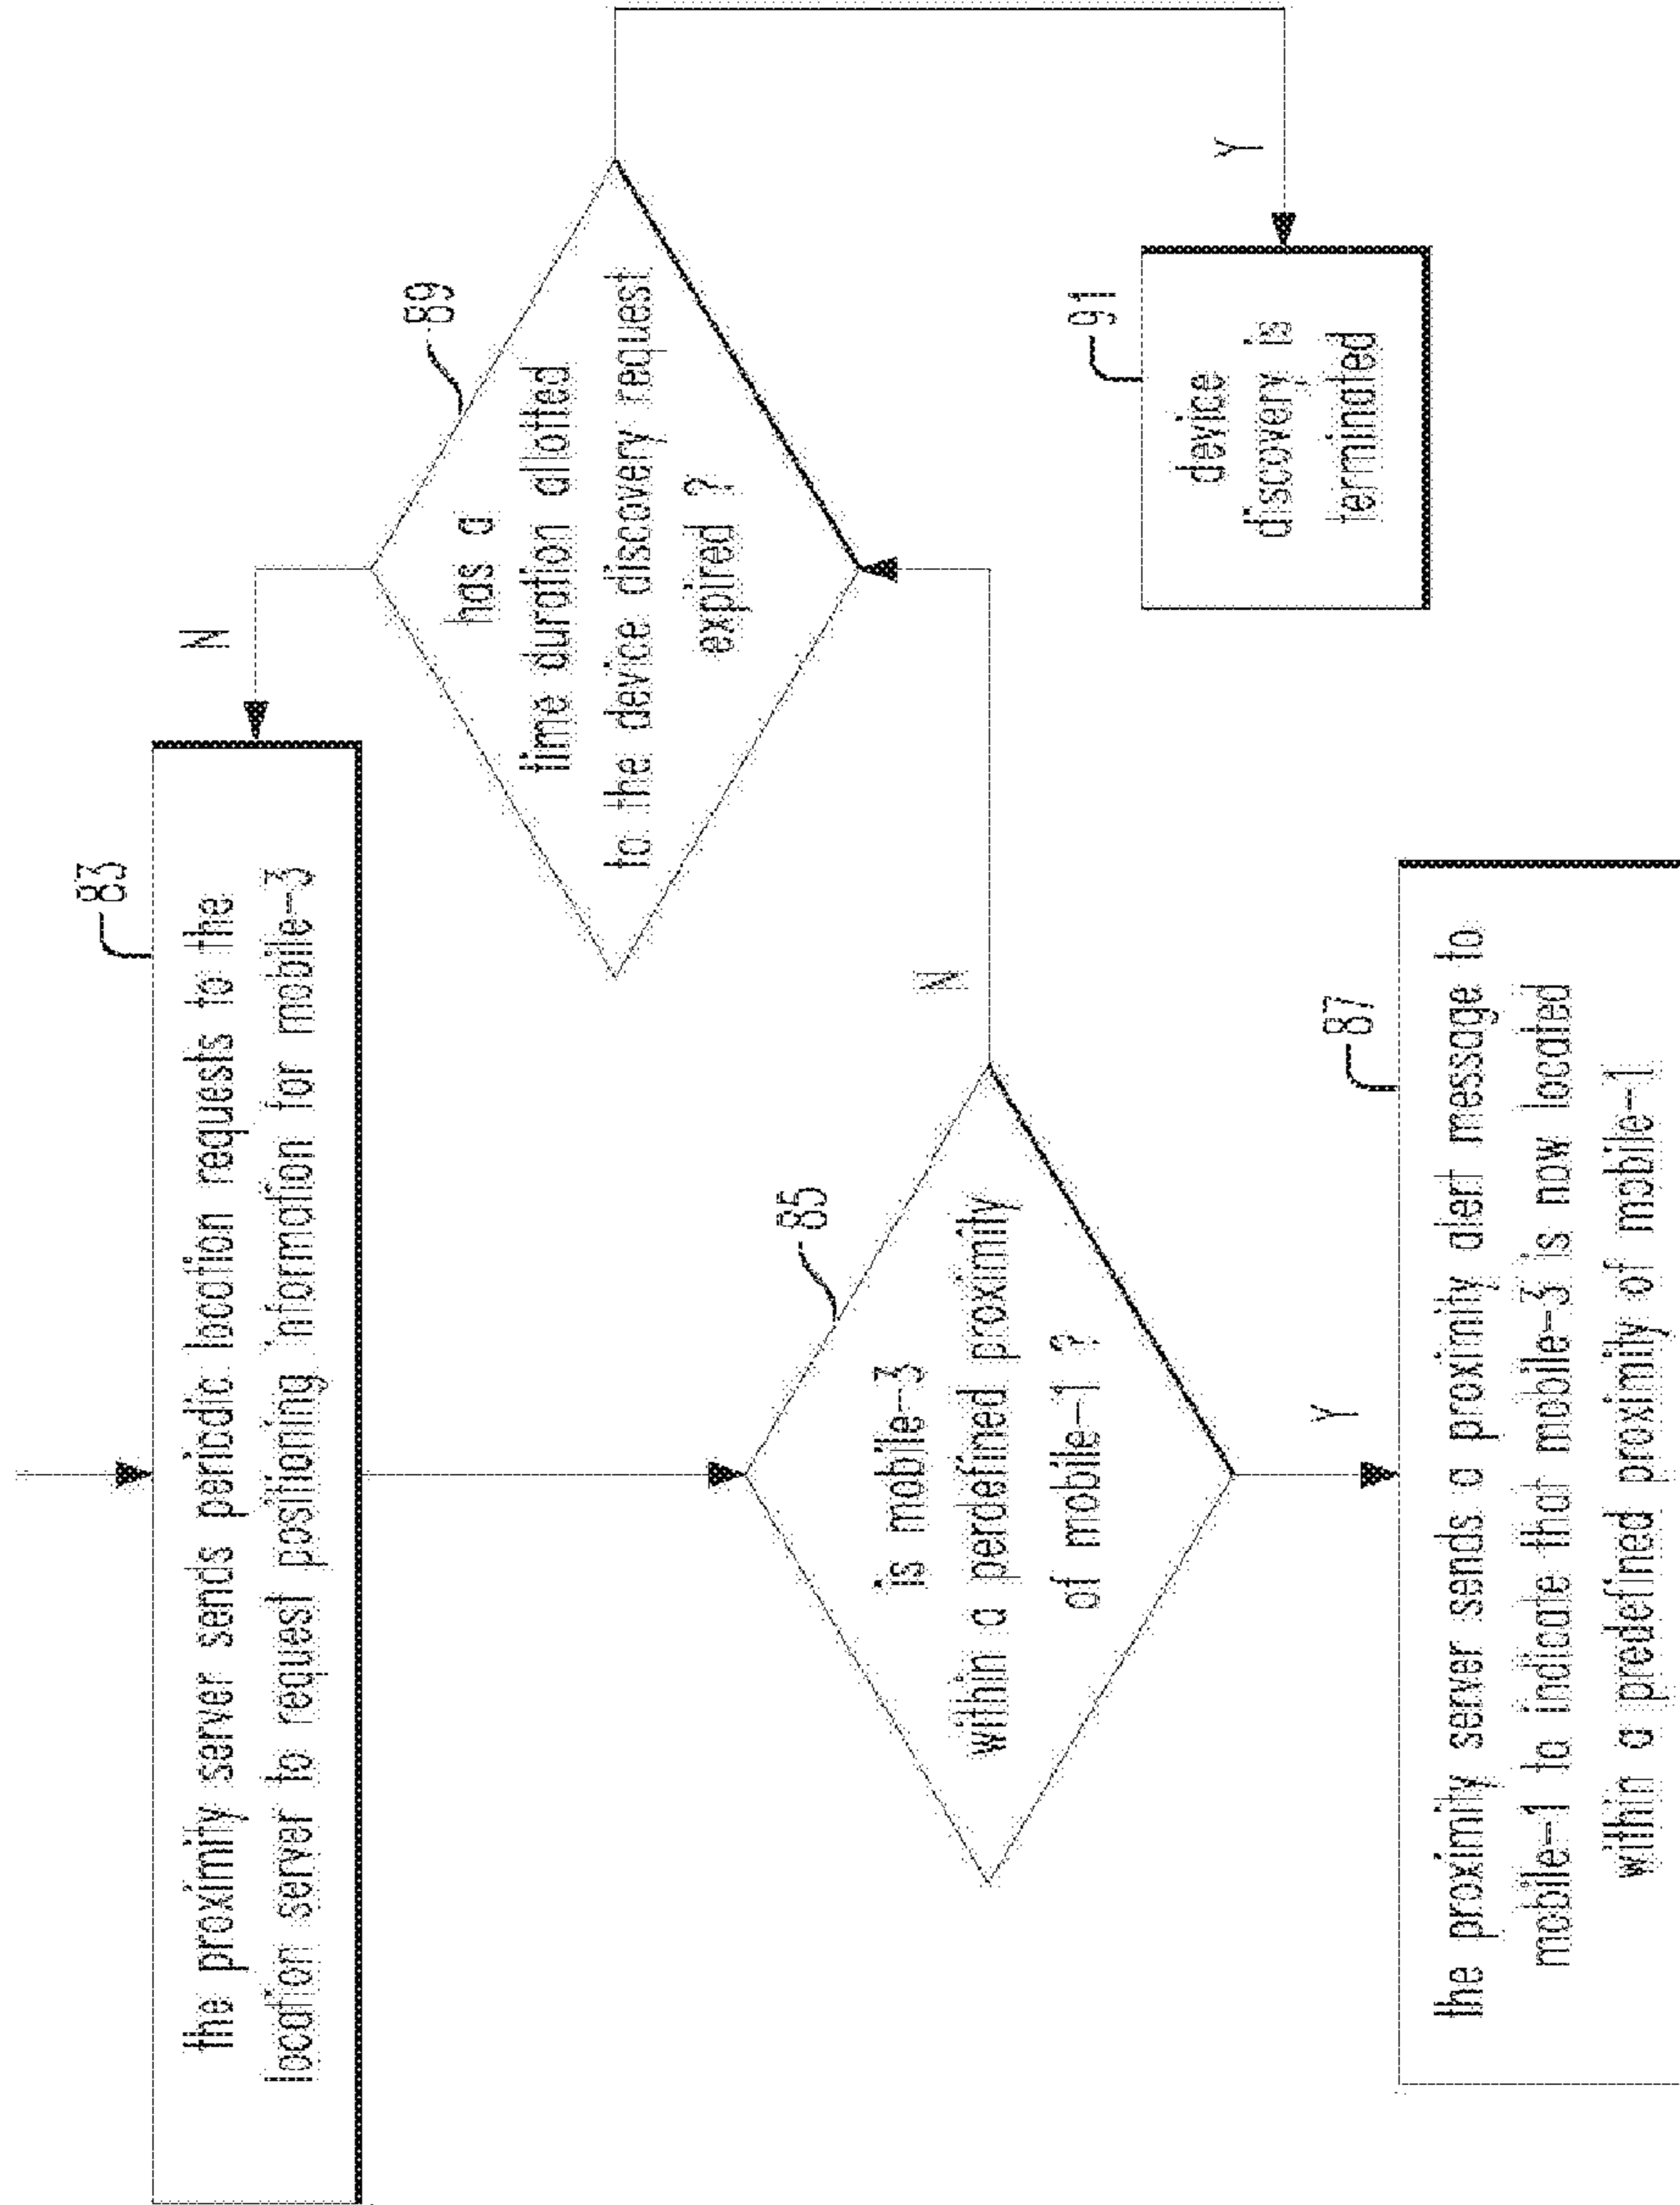 83
the proximity server sends periodic location requests to the
location server to request positioning information for mobile-3
N
89
has a
time duration allotted
to the device discovery request
expired ?
85
is mobile-3
within a perdefined proximity
of mobile-1 ?
N
Y
91
device
discovery is
terminated
Y
87
the proximity server sends a proximity alert message to
mobile-1 to indicate that mobile-3 is now located
within a predefined proximity of mobile-1